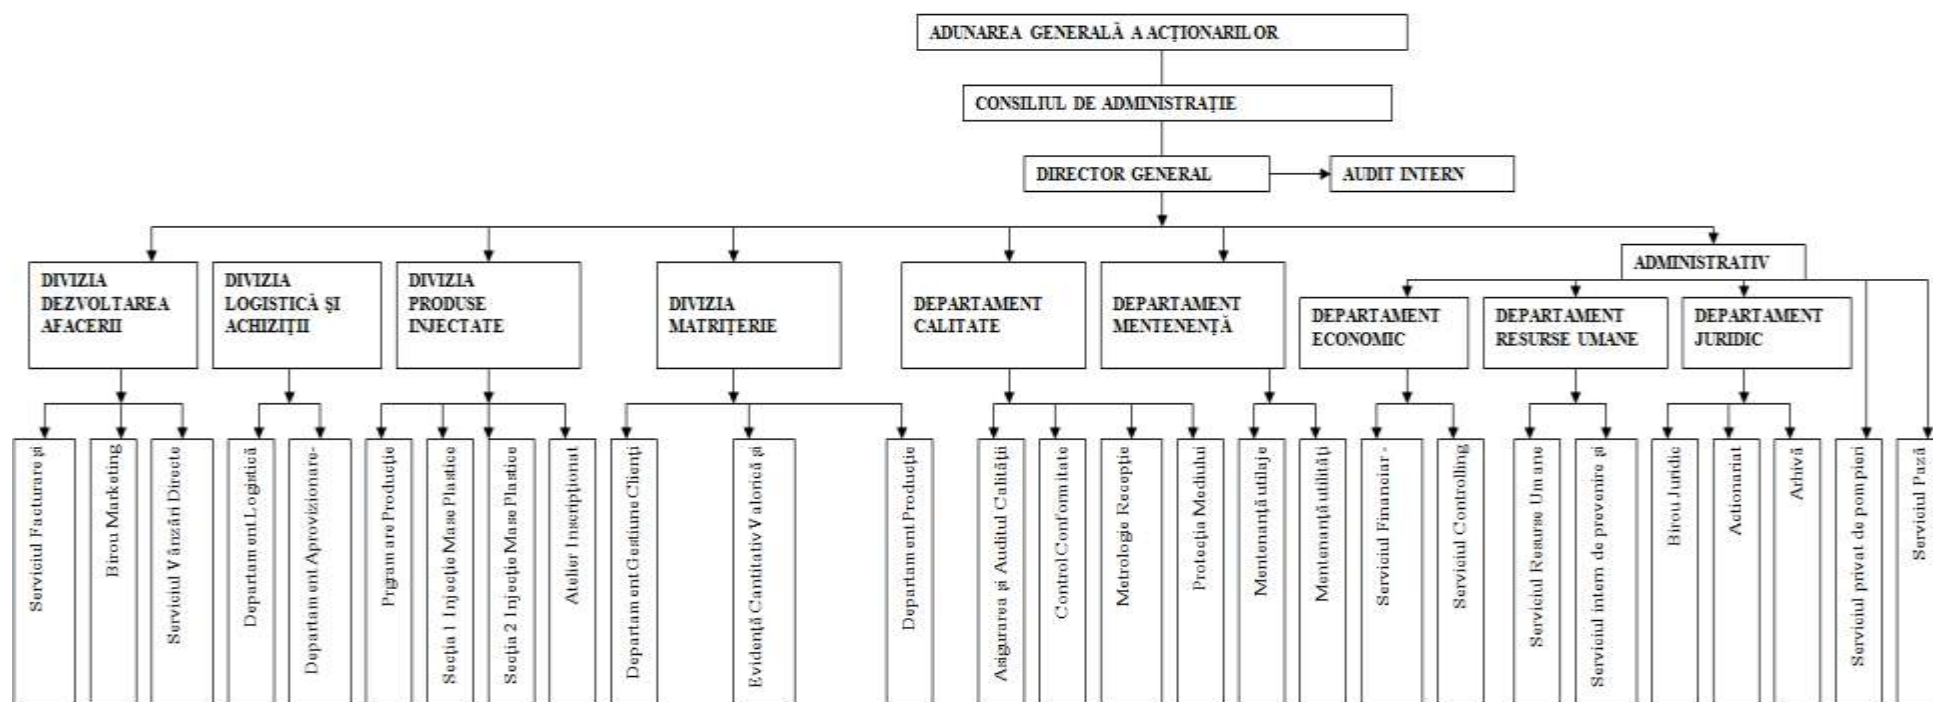 ADUNAREA GENERALĂ A ACȚIONARILOR
CONSILIUL DE ADMINISTRAȚIE
DIRECTOR GENERAL
AUDIT INTERN
DIVIZIA
DEZVOLTAREA
AFACERII
DIVIZIA
LOGISTICĂ ȘI
ACHIZIȚII
DIVIZIA
PRODUSE
INJECTATE
DIVIZIA
MATRIȚERIE
DEPARTAMENT
CALITATE
DEPARTAMENT
MENTENENȚĂ
ADMINISTRATIV
DEPARTAMENT
ECONOMIC
DEPARTAMENT
RESURSE UMANE
DEPARTAMENT
JURIDIC
Serviciul Facturare și
Birou Marketing
Serviciul Vânzări Directe
Departament Logistică
Departament Aprovizionare-
Prgramare Producție
Secția 1 Injecție Mase Plastice
Secția 2 Injecție Mase Plastice
Atelier Inscripționat
Departament Gestiune Clienți
Evidență Cantitativ Valorică și
Departament Producție
Asigurarea și Auditul Calității
Control Conformitate
Metrologie Recepție
Protecția Mediului
Mentenanță utilaje
Mentenanță utilități
Serviciul Financiar -
Serviciul Controlling
Serviciul Resurse Umane
Serviciul intern de prevenire și
Birou Juridic
Actionariat
Arhivă
Serviciul privat de pompieri
Serviciul Pază